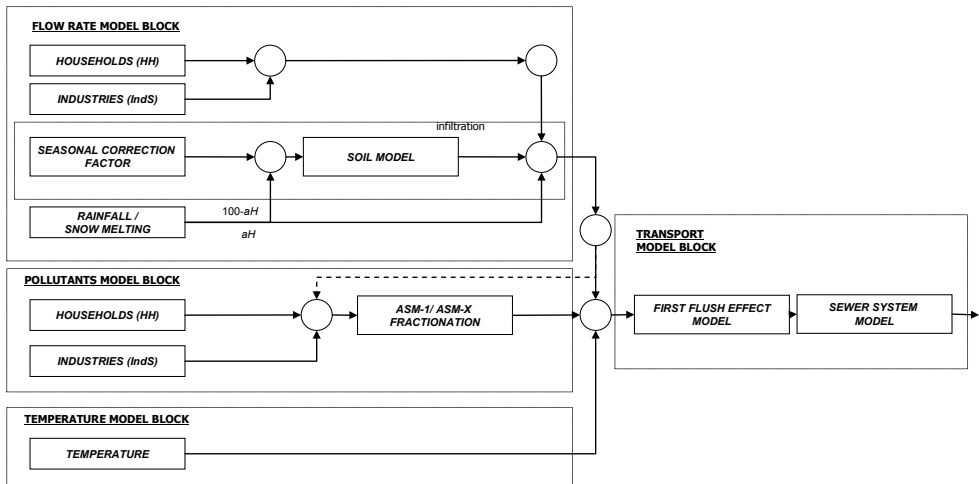 FLOW RATE MODEL BLOCK
HOUSEHOLDS (HH)
INDUSTRIES (IndS)
infiltration
SEASONAL CORRECTION
FACTOR
SOIL MODEL
RAINFALL /
SNOW MELTING
100-aH
aH
TRANSPORT
MODEL BLOCK
POLLUTANTS MODEL BLOCK
HOUSEHOLDS (HH)
ASM-1/ ASM-X
FRACTIONATION
FIRST FLUSH EFFECT
MODEL
SEWER SYSTEM
MODEL
INDUSTRIES (IndS)
TEMPERATURE MODEL BLOCK
TEMPERATURE